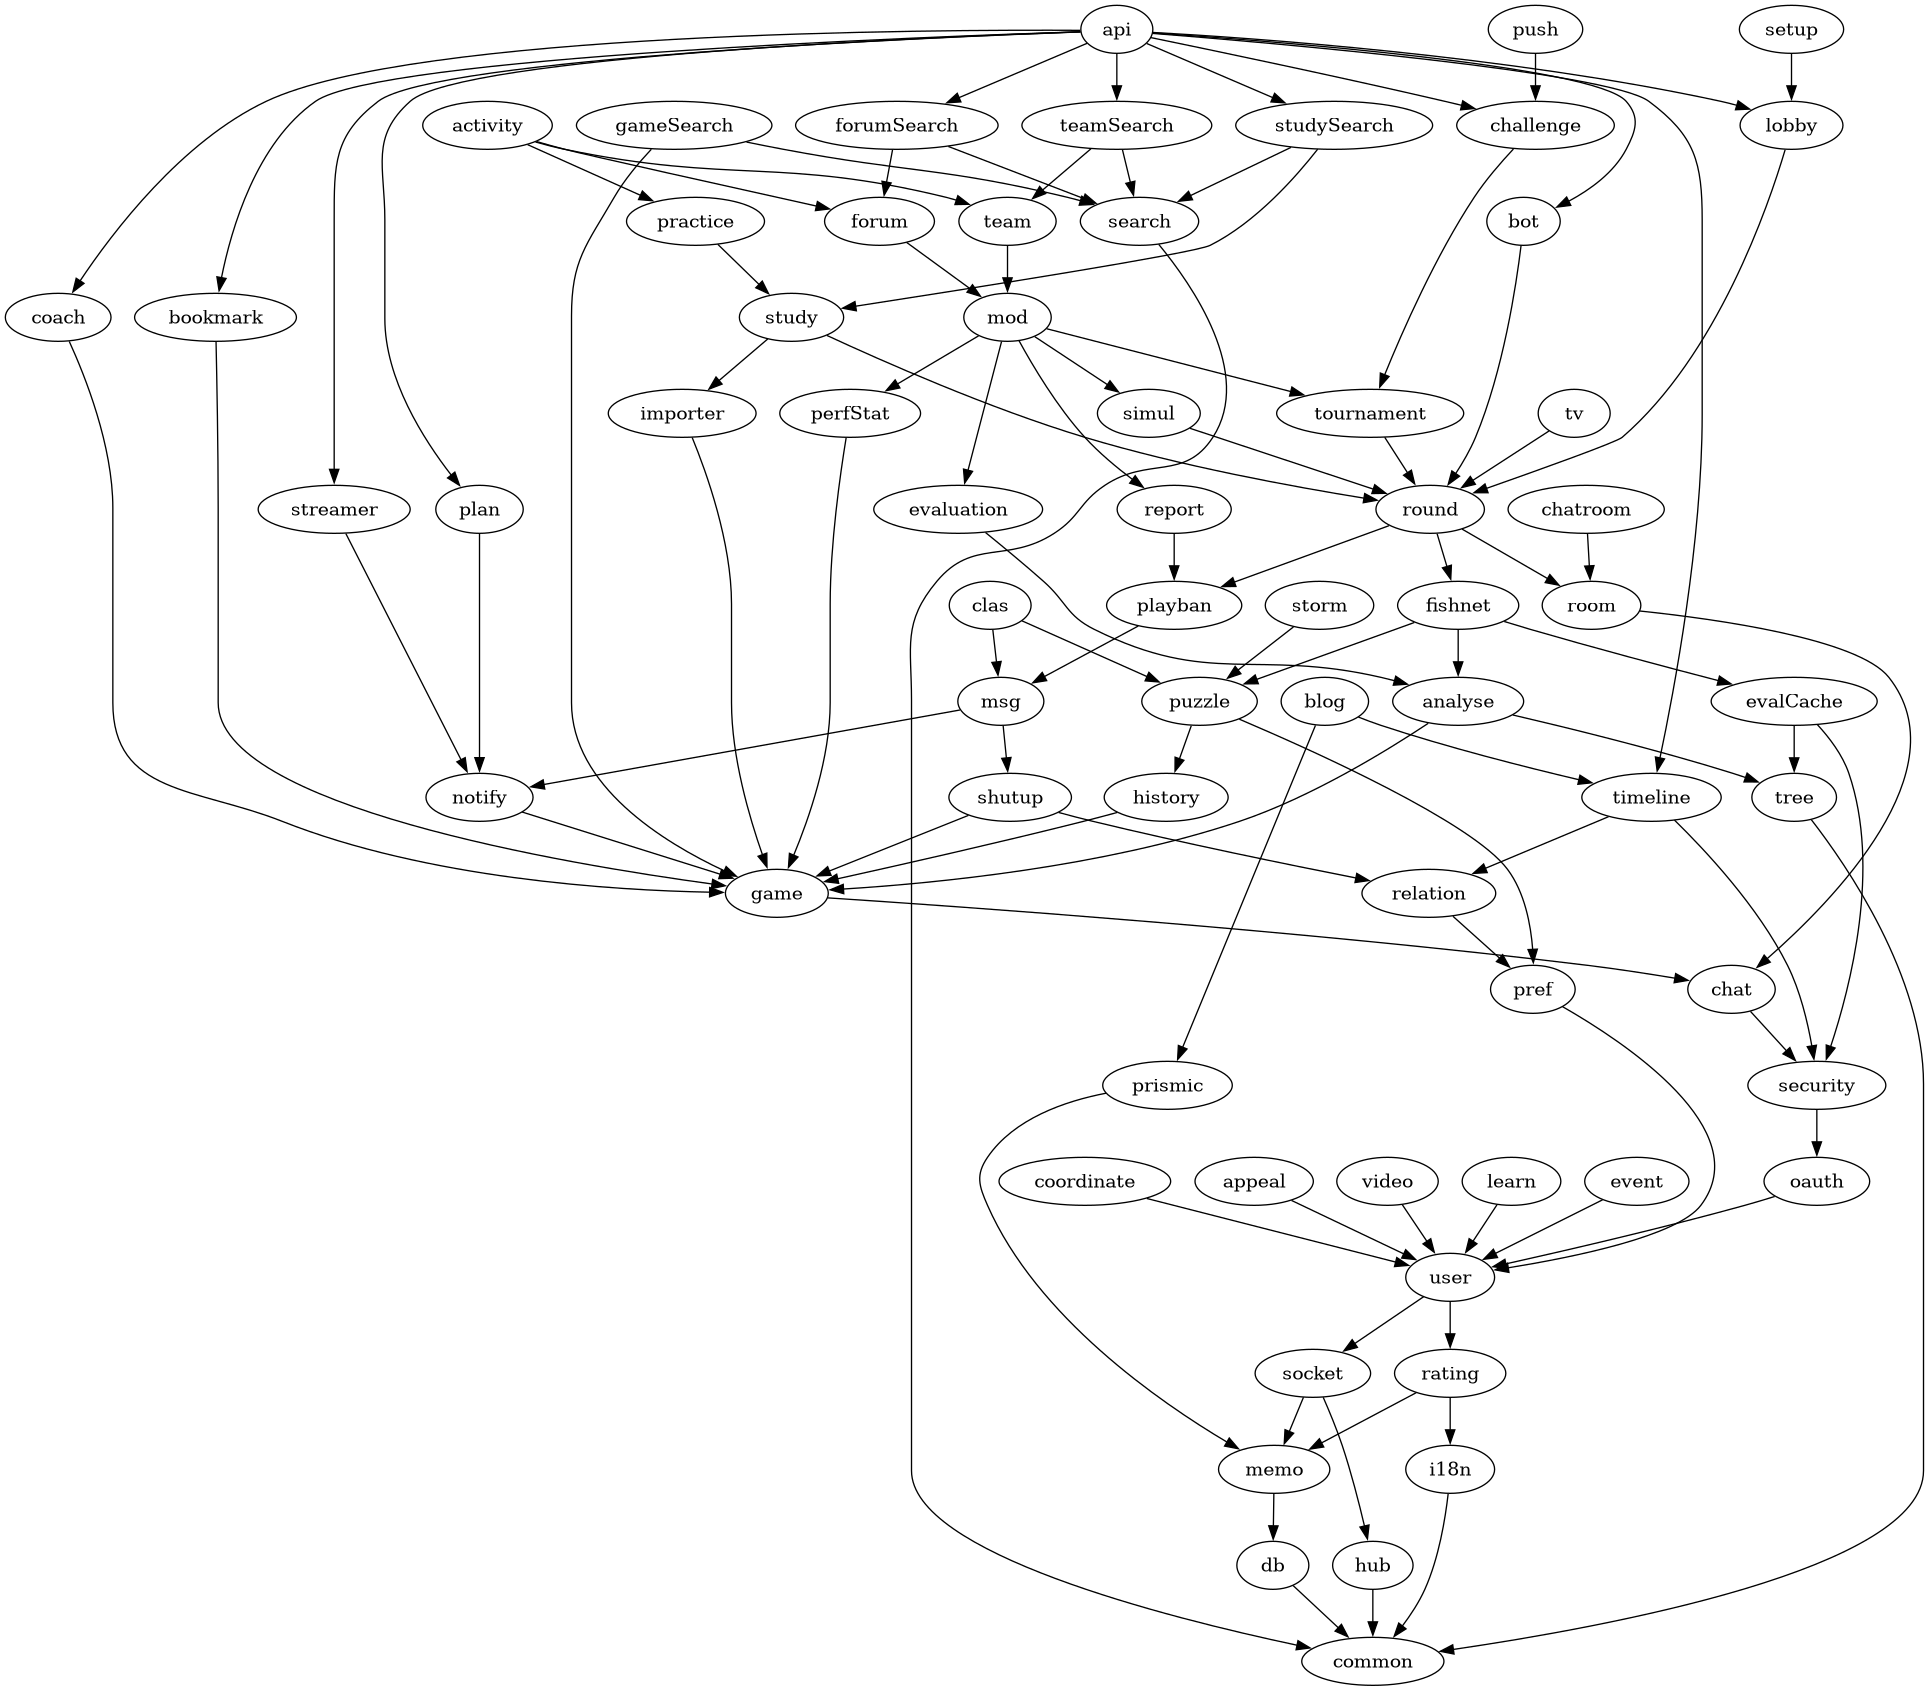 api
push
setup
activity
gameSearch
forumSearch
teamSearch
studySearch
challenge
lobby
practice
forum
team
search
bot
coach
bookmark
study
mod
importer
perfStat
simul
tournament
tv
streamer
plan
evaluation
report
round
chatroom
clas
playban
storm
fishnet
room
msg
puzzle
blog
analyse
evalCache
notify
shutup
history
timeline
tree
game
relation
pref
chat
prismic
security
coordinate
appeal
video
learn
event
oauth
user
socket
rating
memo
i18n
db
hub
common